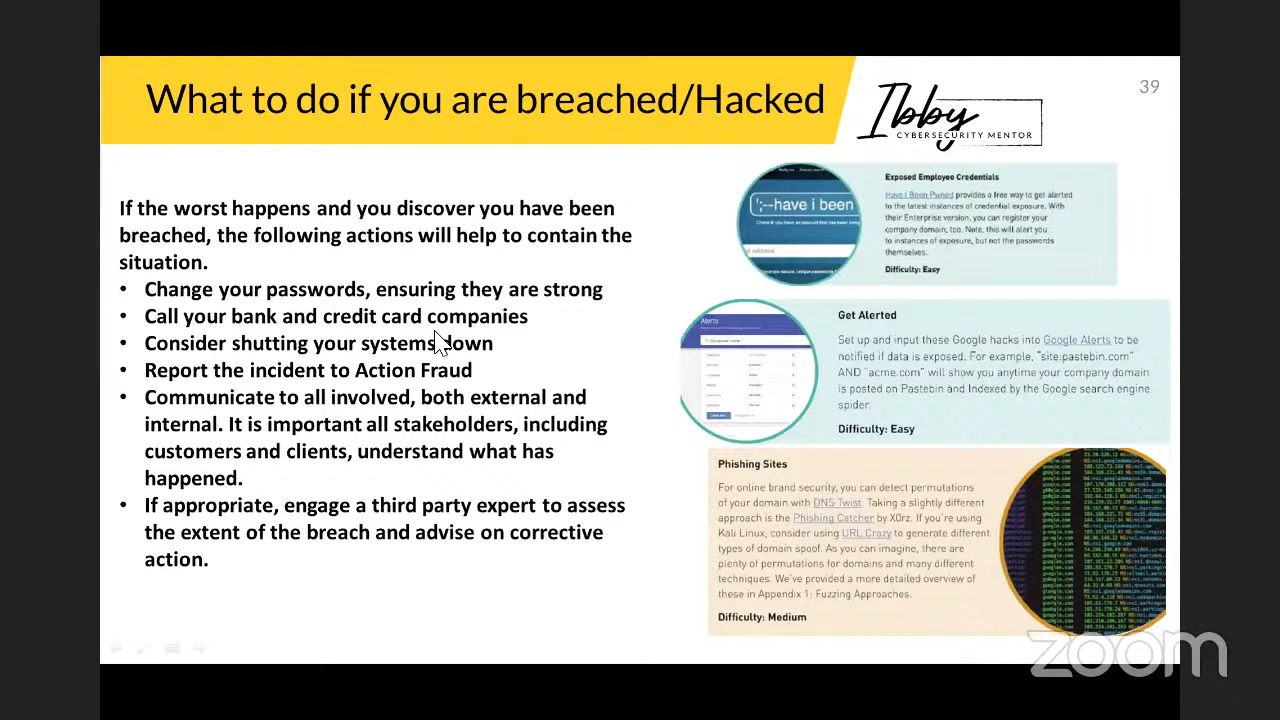 What to do if you are breached/Hacked
Ibby
CYBERSECURITY MENTOR
39
If the worst happens and you discover you have been
breached, the following actions will help to contain the
situation.
• Change your passwords, ensuring they are strong
• Call your bank and credit card companies
• Consider shutting your systems down
• Report the incident to Action Fraud
• Communicate to all involved, both external and
internal. It is important all stakeholders, including
customers and clients, understand what has
happened.
• If appropriate, engage a third party expert to assess
the extent of the breach and advise on corrective
action.
';--have i been
Exposed Employee Credentials
Have I Been Pwned provides a free way to get alerted
to the latest instances of credential exposure. With
their Enterprise version, you can register your
company domain, too. Note, this will alert you
to instances of exposure, but not the passwords
themselves.
Difficulty: Easy
Alerts
Get Alerted
Set up and input these Google hacks into Google Alerts to be
notified if data is exposed. For example, "site:pastebin.com"
AND "acme.com" will show you anytime your company domain
is posted on Pastebin and Indexed by the Google search engine
spider.
Difficulty: Easy
Phishing Sites
For online brand security, you can detect permutations
of your domain with DNS Twist. Taking a slightly different
approach is the Phishing Catcher by X0rz. If you're using
Kali Linux, consider using URL Crazy to generate different
types of domain spoof. As you can imagine, there are
plenty of permutations for domains and many different
techniques. We've provided a more detailed overview of
these in Appendix 1: Fuzzing Approaches.
Difficulty: Medium
zoom